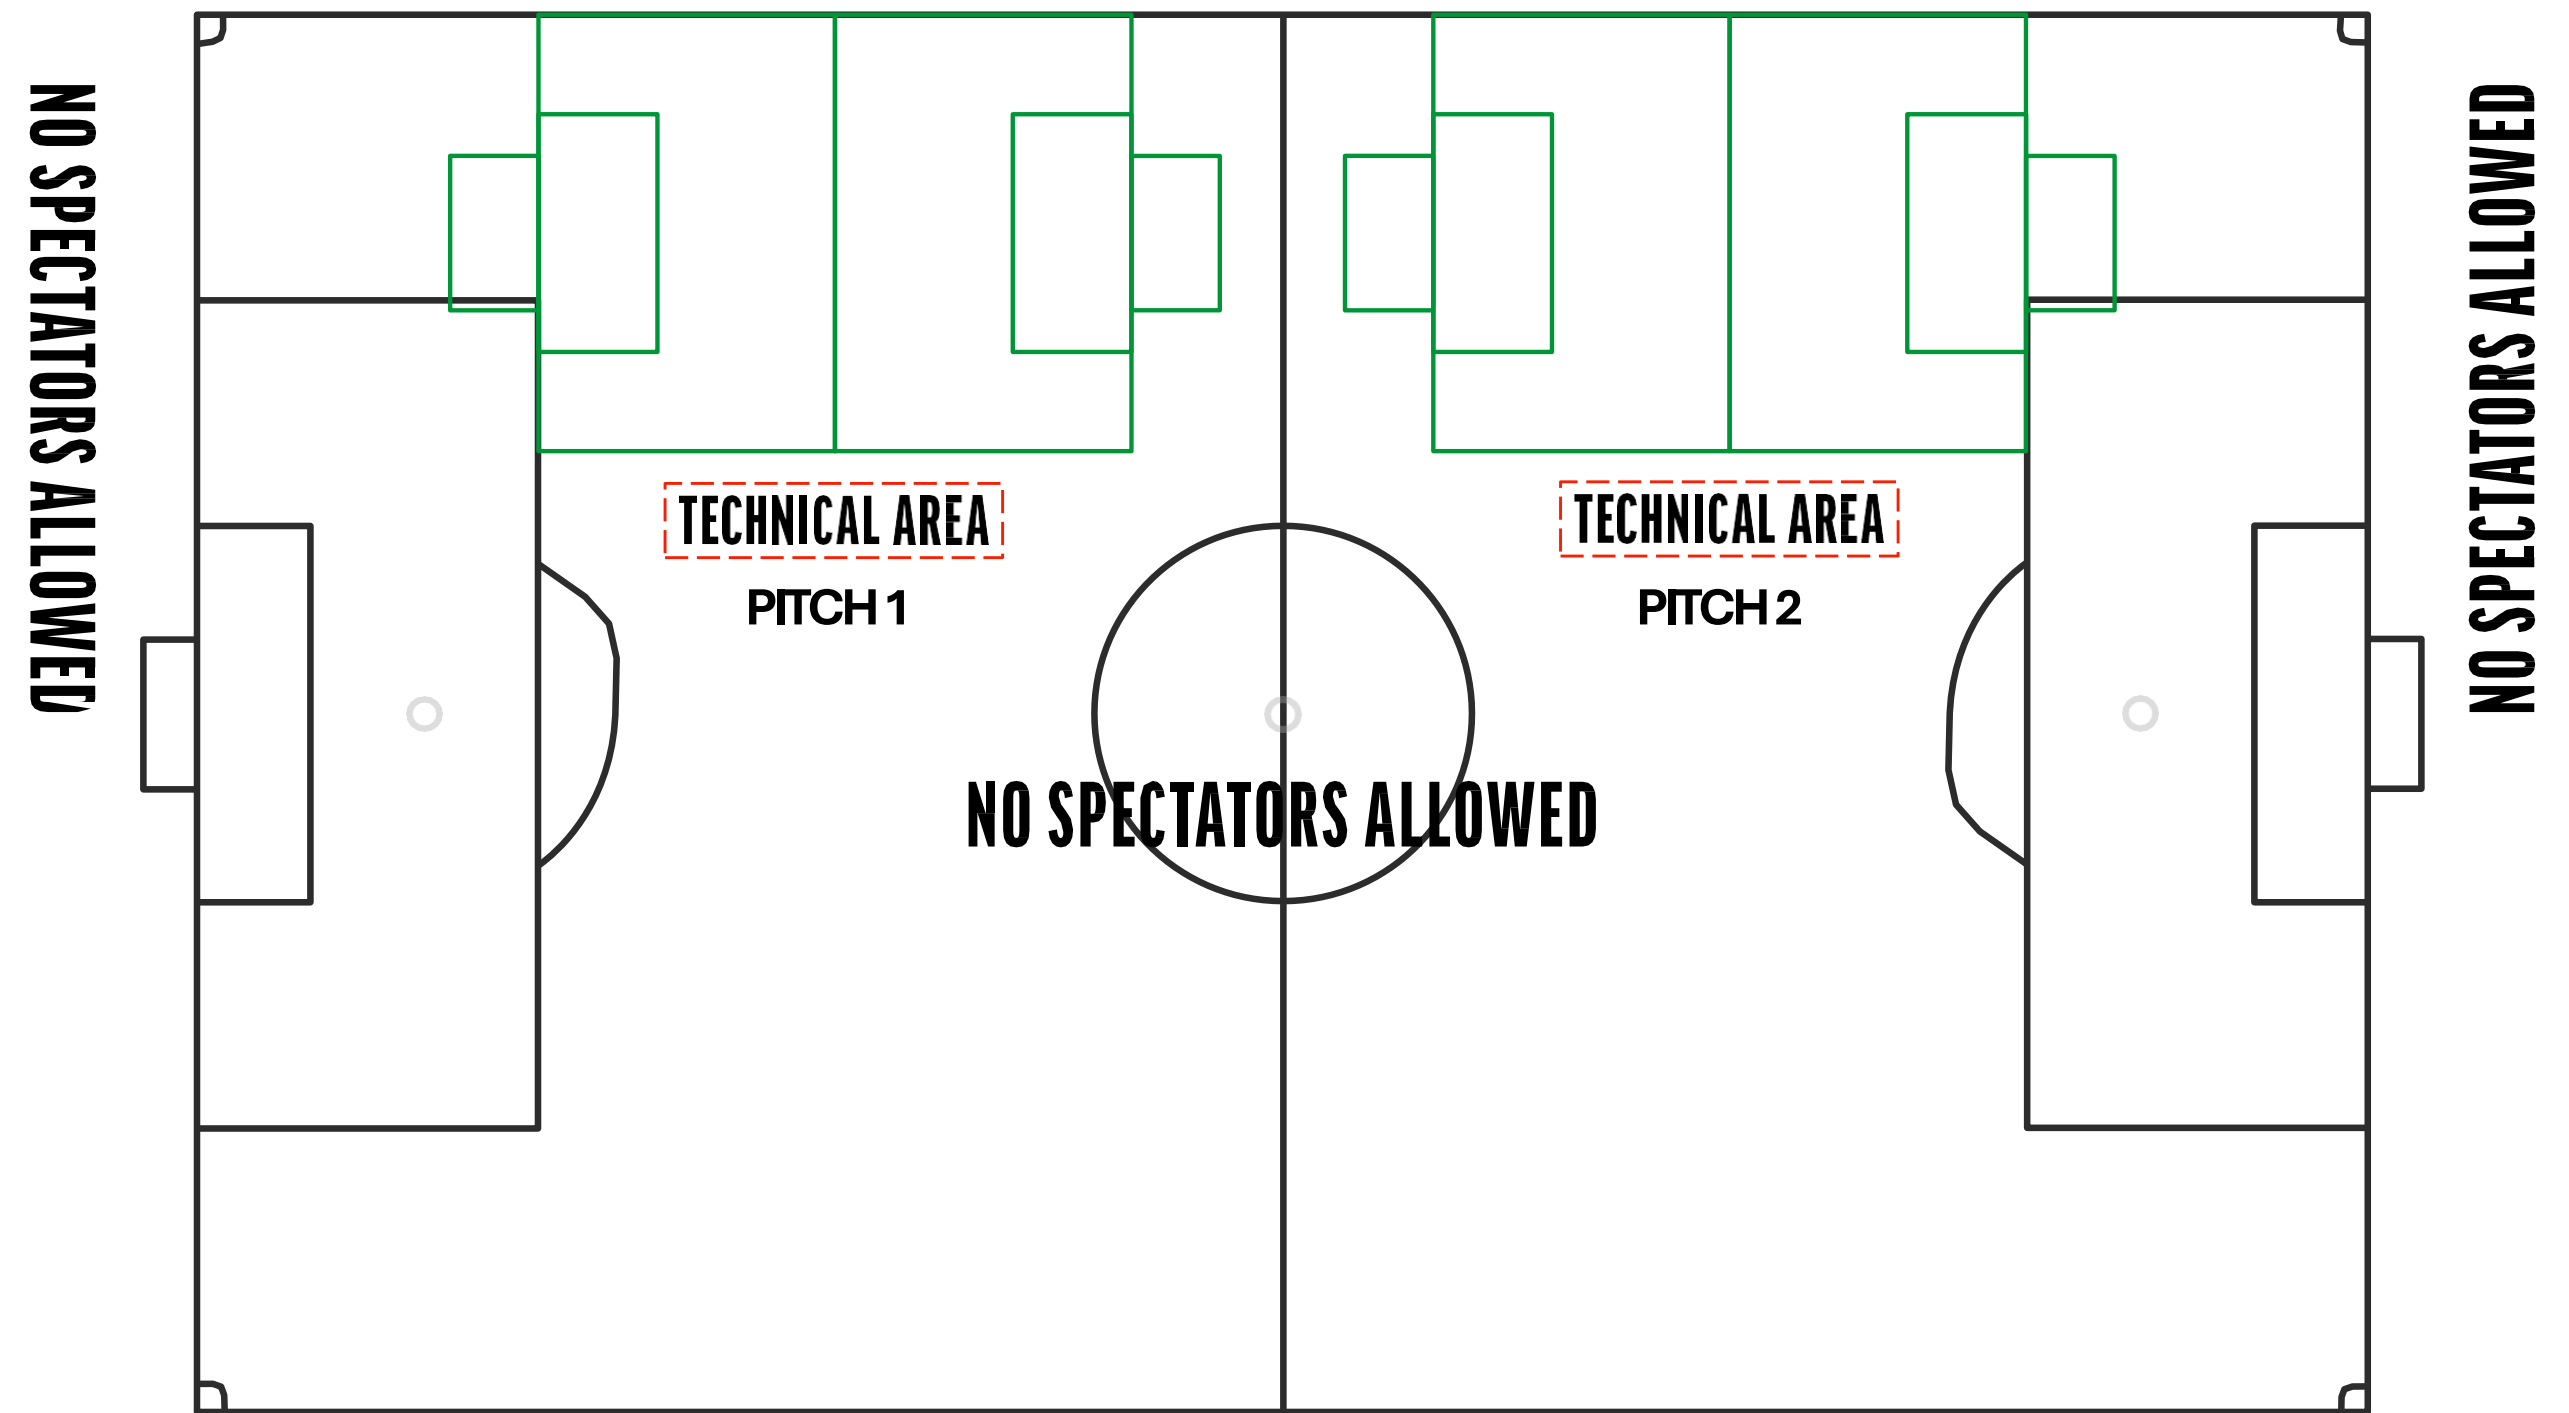 NO SPECTATORS ALLOWED
NO SPECTATORS ALLOWED
TECHNICAL AREA
TECHNICAL AREA
PITCH 1
PITCH 2
NO SPECTATORS ALLOWED